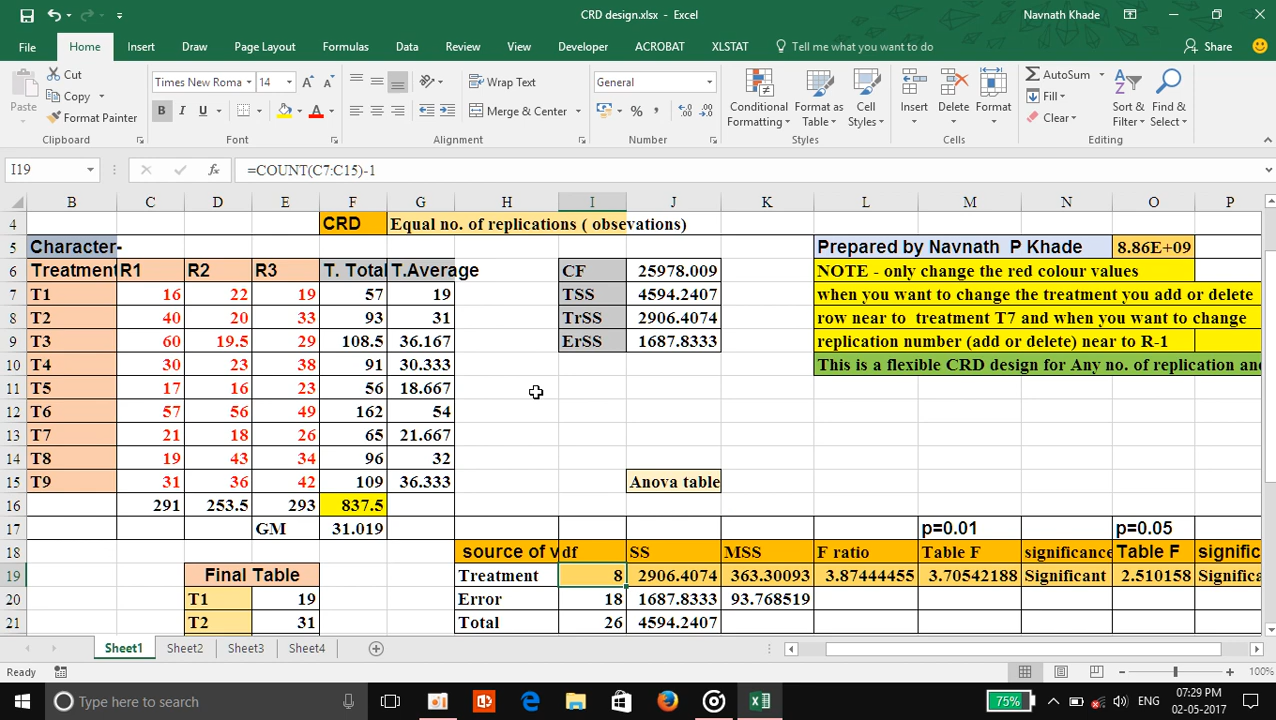 CRD design.xlsx - Excel
Navnath Khade
File Home Insert Draw Page Layout Formulas Data Review View Developer ACROBAT XLSTAT Tell me what you want to do Share
Paste
Cut
Copy
Format Painter
Clipboard
Times New Roma 14
B I U
Font
Wrap Text
Merge & Center
Alignment
General
Number
Conditional Formatting
Format as Table
Cell Styles
Styles
Insert
Delete
Format
Cells
AutoSum
Fill
Clear
Sort & Filter
Find & Select
Editing
I19 fx =COUNT(C7:C15)-1
B C D E F G H I J K L M N O P
4 CRD Equal no. of replications ( obsevations)
5 Character- Prepared by Navnath P Khade 8.86E+09
6 Treatment R1 R2 R3 T. Total T.Average CF 25978.009 NOTE - only change the red colour values
7 T1 16 22 19 57 19 TSS 4594.2407 when you want to change the treatment you add or delete
8 T2 40 20 33 93 31 TrSS 2906.4074 row near to treatment T7 and when you want to change
9 T3 60 19.5 29 108.5 36.167 ErSS 1687.8333 replication number (add or delete) near to R-1
10 T4 30 23 38 91 30.333 This is a flexible CRD design for Any no. of replication an
11 T5 17 16 23 56 18.667
12 T6 57 56 49 162 54
13 T7 21 18 26 65 21.667
14 T8 19 43 34 96 32
15 T9 31 36 42 109 36.333 Anova table
16 291 253.5 293 837.5
17 GM 31.019 p=0.01 p=0.05
18 source of v df SS MSS F ratio Table F significance Table F signific
19 Final Table Treatment 8 2906.4074 363.30093 3.87444455 3.70542188 Significant 2.510158 Significa
20 T1 19 Error 18 1687.8333 93.768519
21 T2 31 Total 26 4594.2407
Sheet1 Sheet2 Sheet3 Sheet4
Ready 100%
Type here to search
75% ENG
07:29 PM
02-05-2017